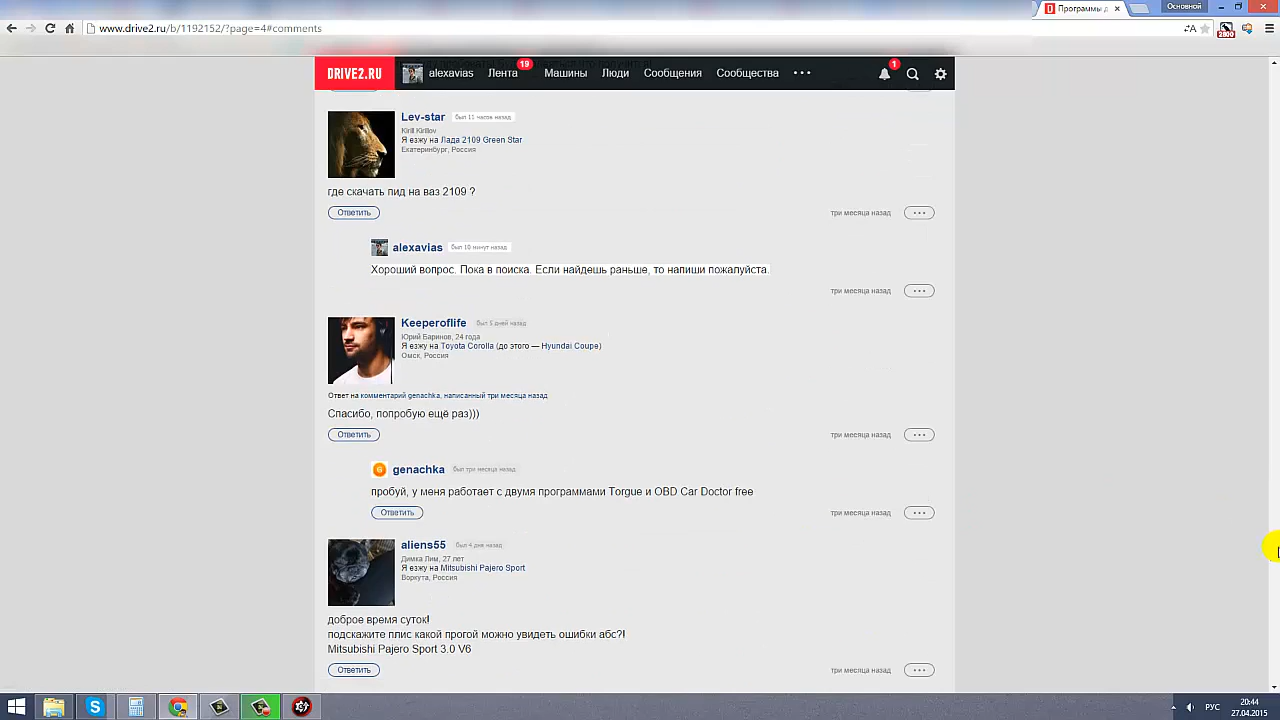 Программы д
Основной
www.drive2.ru/b/1192152/?page=4#comments
2800
DRIVE2.RU alexavias Лента 19 Машины Люди Сообщения Сообщества 1
Lev-star был 11 часов назад
Kirill Kirillov
Я езжу на Лада 2109 Green Star
Екатеринбург, Россия
где скачать пид на ваз 2109 ?
Ответить три месяца назад
alexavias был 10 минут назад
Хороший вопрос. Пока в поиска. Если найдешь раньше, то напиши пожалуйста.
три месяца назад
Keeperoflife был 5 дней назад
Юрий Баринов, 24 года
Я езжу на Toyota Corolla (до этого — Hyundai Coupe)
Омск, Россия
Ответ на комментарий genachka, написанный три месяца назад
Спасибо, попробую ещё раз)))
Ответить три месяца назад
genachka был три месяца назад
пробуй, у меня работает с двумя программами Torgue и OBD Car Doctor free
Ответить три месяца назад
aliens55 был 4 дня назад
Димка Лим, 27 лет
Я езжу на Mitsubishi Pajero Sport
Воркута, Россия
доброе время суток!
подскажите плис какой прогой можно увидеть ошибки абс?!
Mitsubishi Pajero Sport 3.0 V6
Ответить три месяца назад
РУС
20:44
27.04.2015